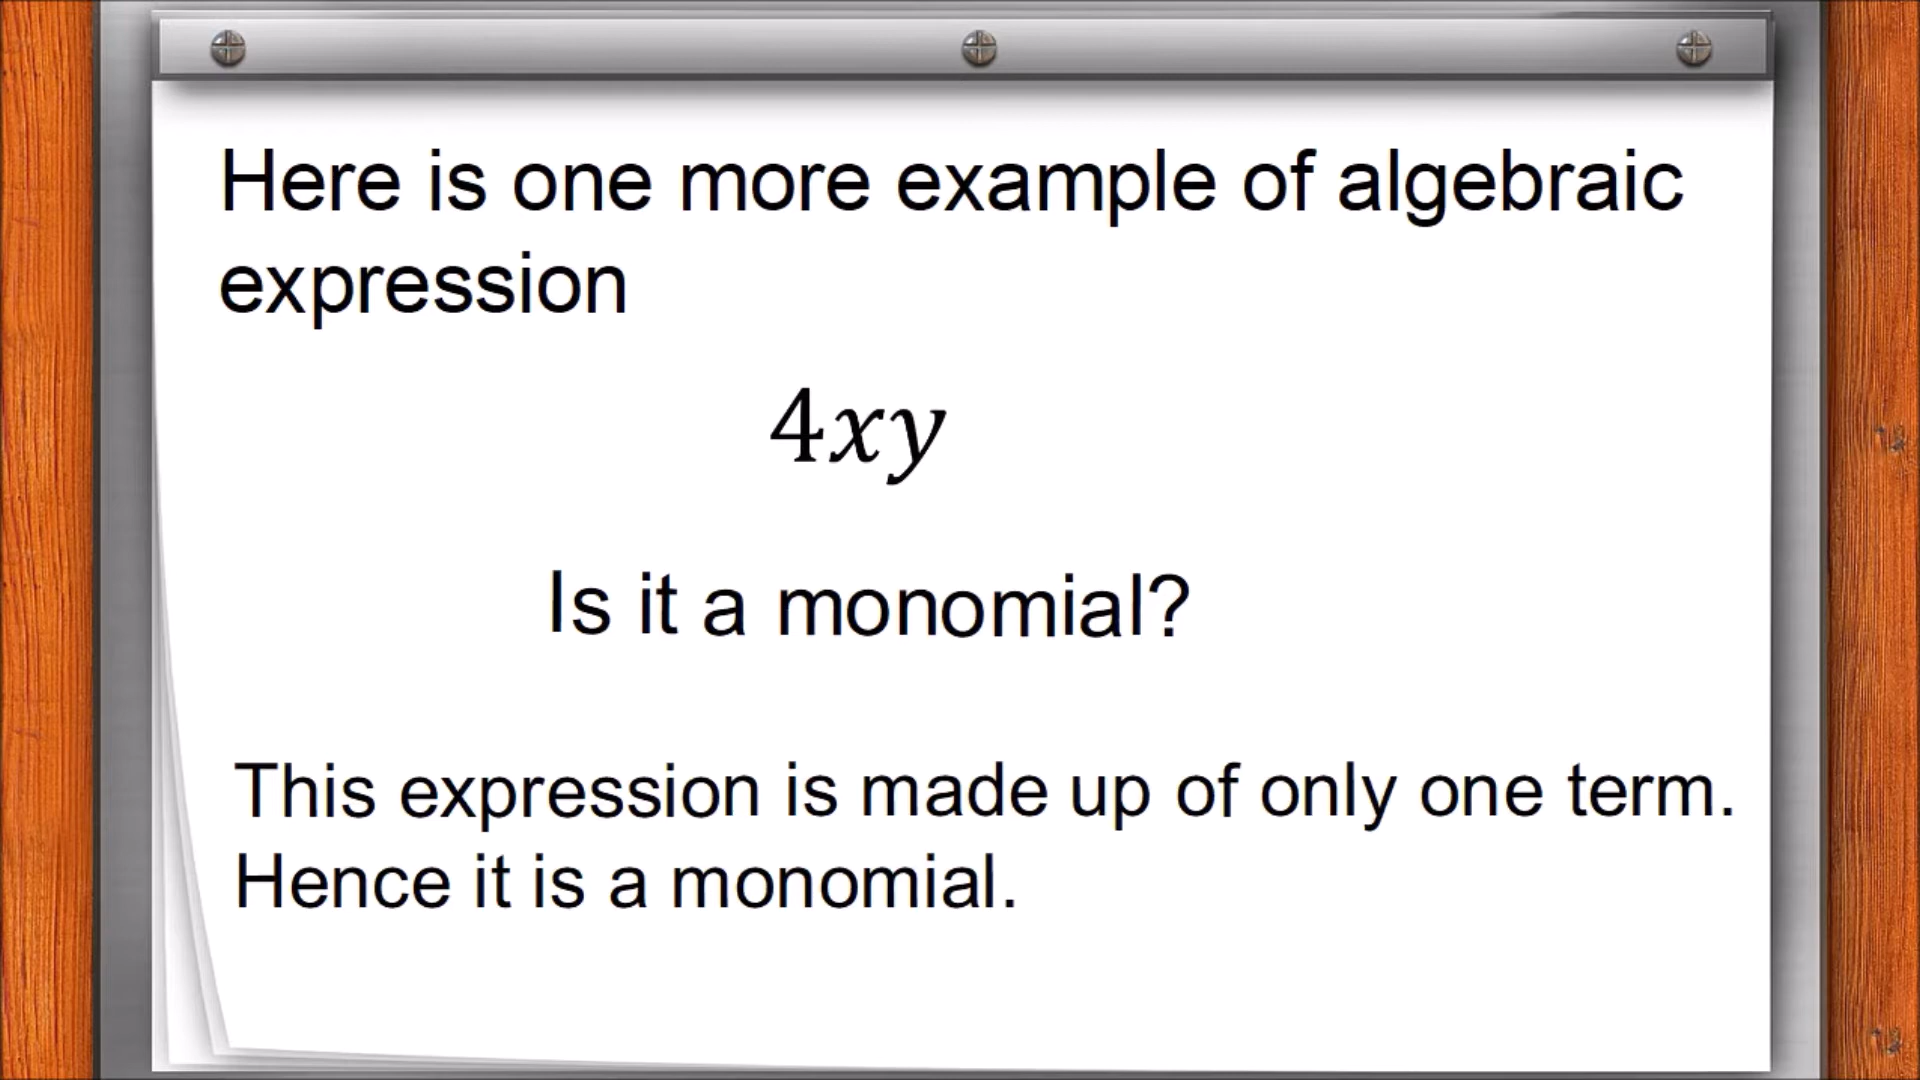 Here is one more example of algebraic
expression
4xy
Is it a monomial?
This expression is made up of only one term.
Hence it is a monomial.